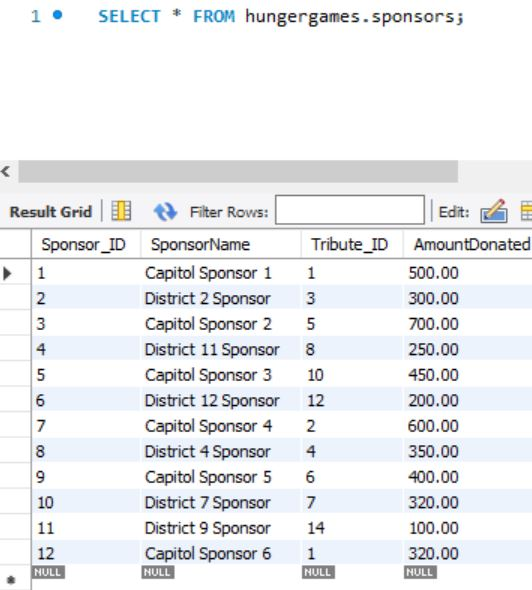 1 SELECT * FROM hungergames.sponsors;
Result Grid Filter Rows: Edit:
Sponsor_ID SponsorName Tribute_ID AmountDonated
1 Capitol Sponsor 1 1 500.00
2 District 2 Sponsor 3 300.00
3 Capitol Sponsor 2 5 700.00
4 District 11 Sponsor 8 250.00
5 Capitol Sponsor 3 10 450.00
6 District 12 Sponsor 12 200.00
7 Capitol Sponsor 4 2 600.00
8 District 4 Sponsor 4 350.00
9 Capitol Sponsor 5 6 400.00
10 District 7 Sponsor 7 320.00
11 District 9 Sponsor 14 100.00
12 Capitol Sponsor 6 1 320.00
NULL NULL NULL NULL